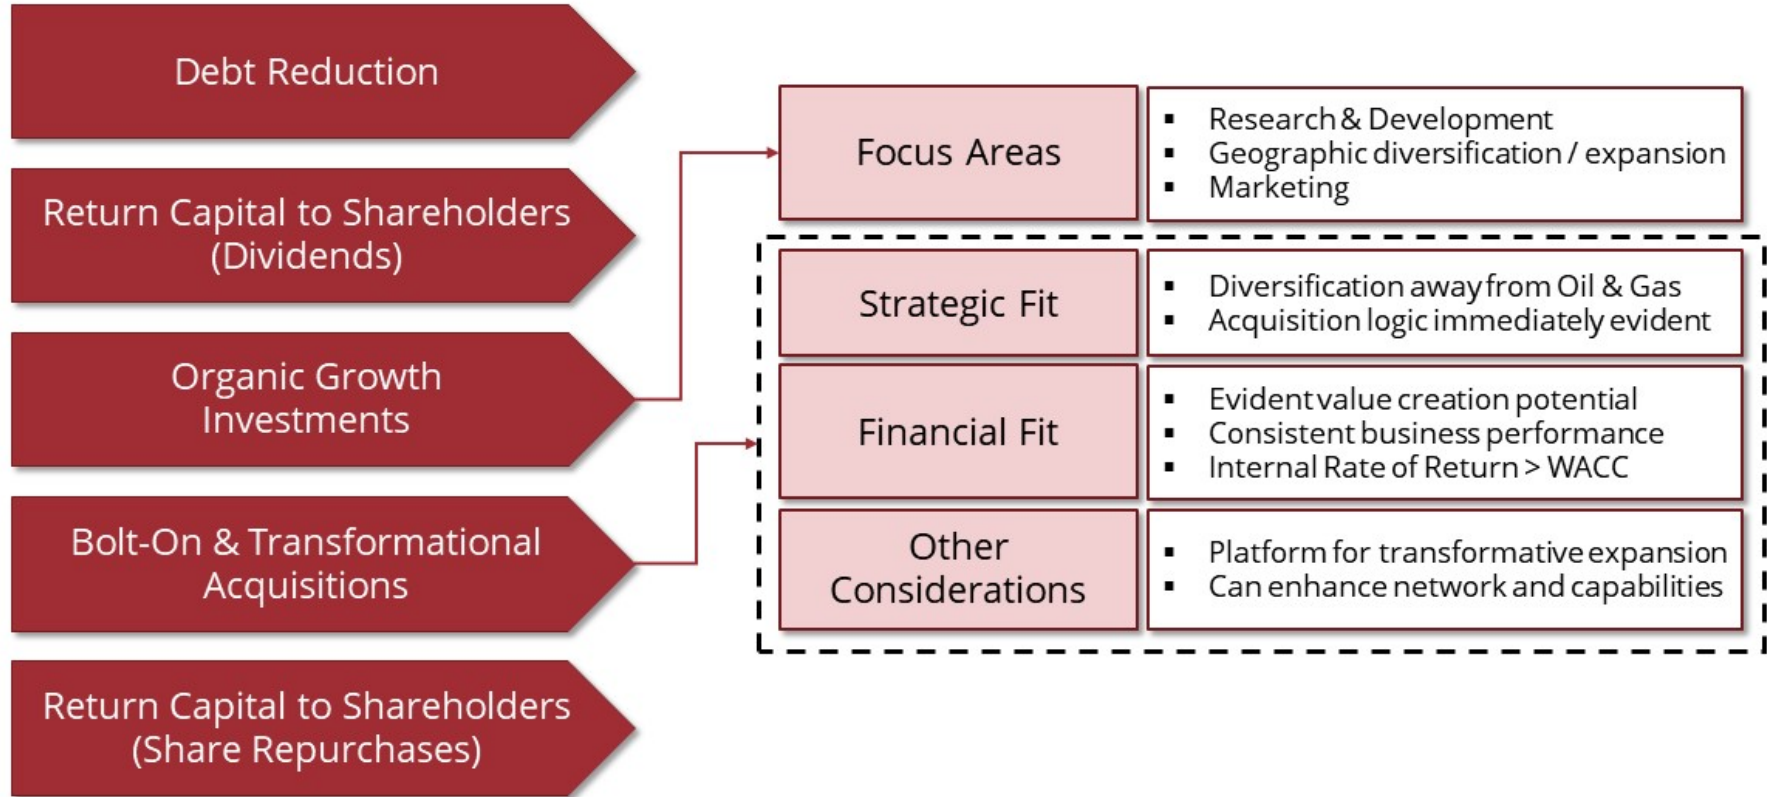 Debt Reduction
Return Capital to Shareholders
(Dividends)
Organic Growth
Investments
Bolt-On & Transformational
Acquisitions
Return Capital to Shareholders
(Share Repurchases)
Focus Areas
▪ Research & Development
▪ Geographic diversification / expansion
▪ Marketing
Strategic Fit
▪ Diversification away from Oil & Gas
▪ Acquisition logic immediately evident
Financial Fit
▪ Evident value creation potential
▪ Consistent business performance
▪ Internal Rate of Return > WACC
Other
Considerations
▪ Platform for transformative expansion
▪ Can enhance network and capabilities